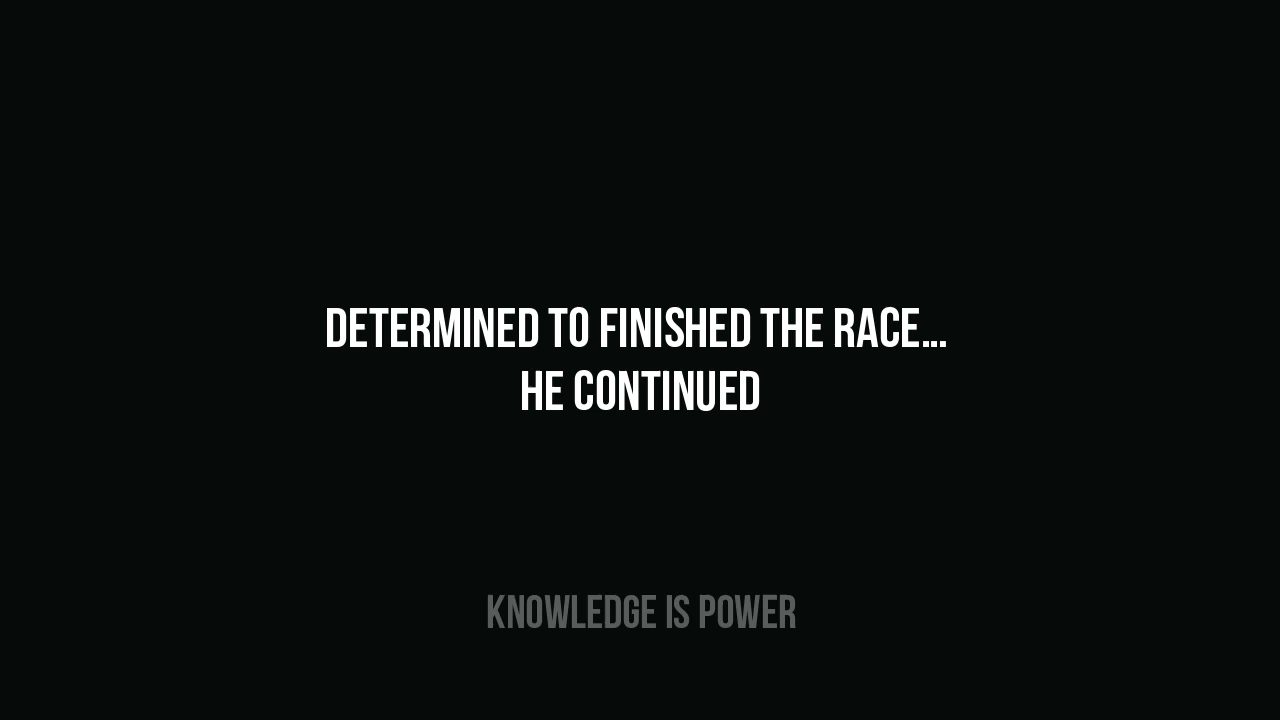 DETERMINED TO FINISHED THE RACE...
HE CONTINUED
KNOWLEDGE IS POWER